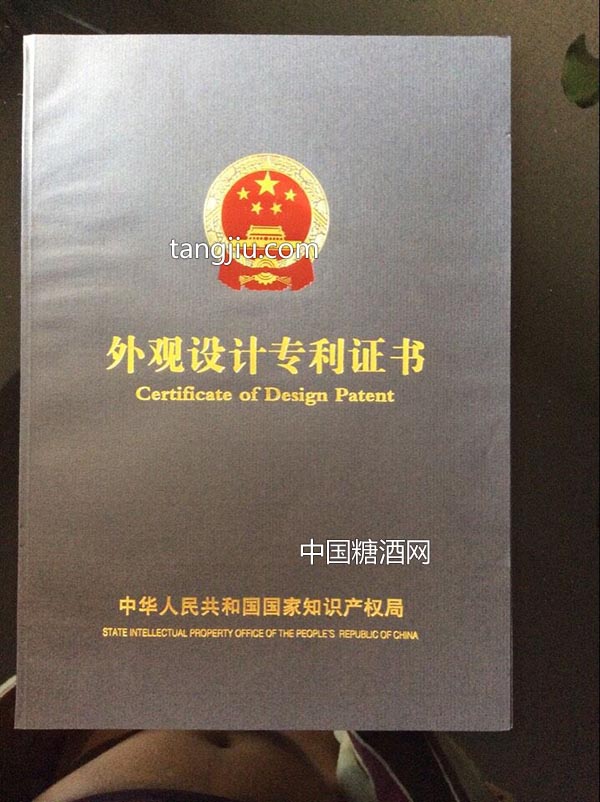 tangjiu.com
外观设计专利证书
Certificate of Design Patent
中国糖酒网
中华人民共和国国家知识产权局
STATE INTELLECTUAL PROPERTY OFFICE OF THE PEOPLE'S REPUBLIC OF CHINA